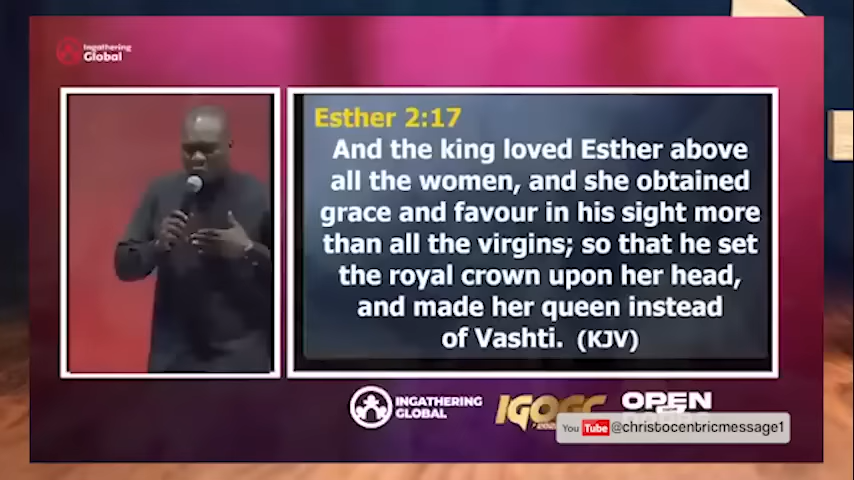 Ingathering
Global
Esther 2:17
And the king loved Esther above
all the women, and she obtained
grace and favour in his sight more
than all the virgins; so that he set
the royal crown upon her head,
and made her queen instead
of Vashti. (KJV)
INGATHERING
GLOBAL
IGOGC
OPEN
You Tube @christocentricmessage1